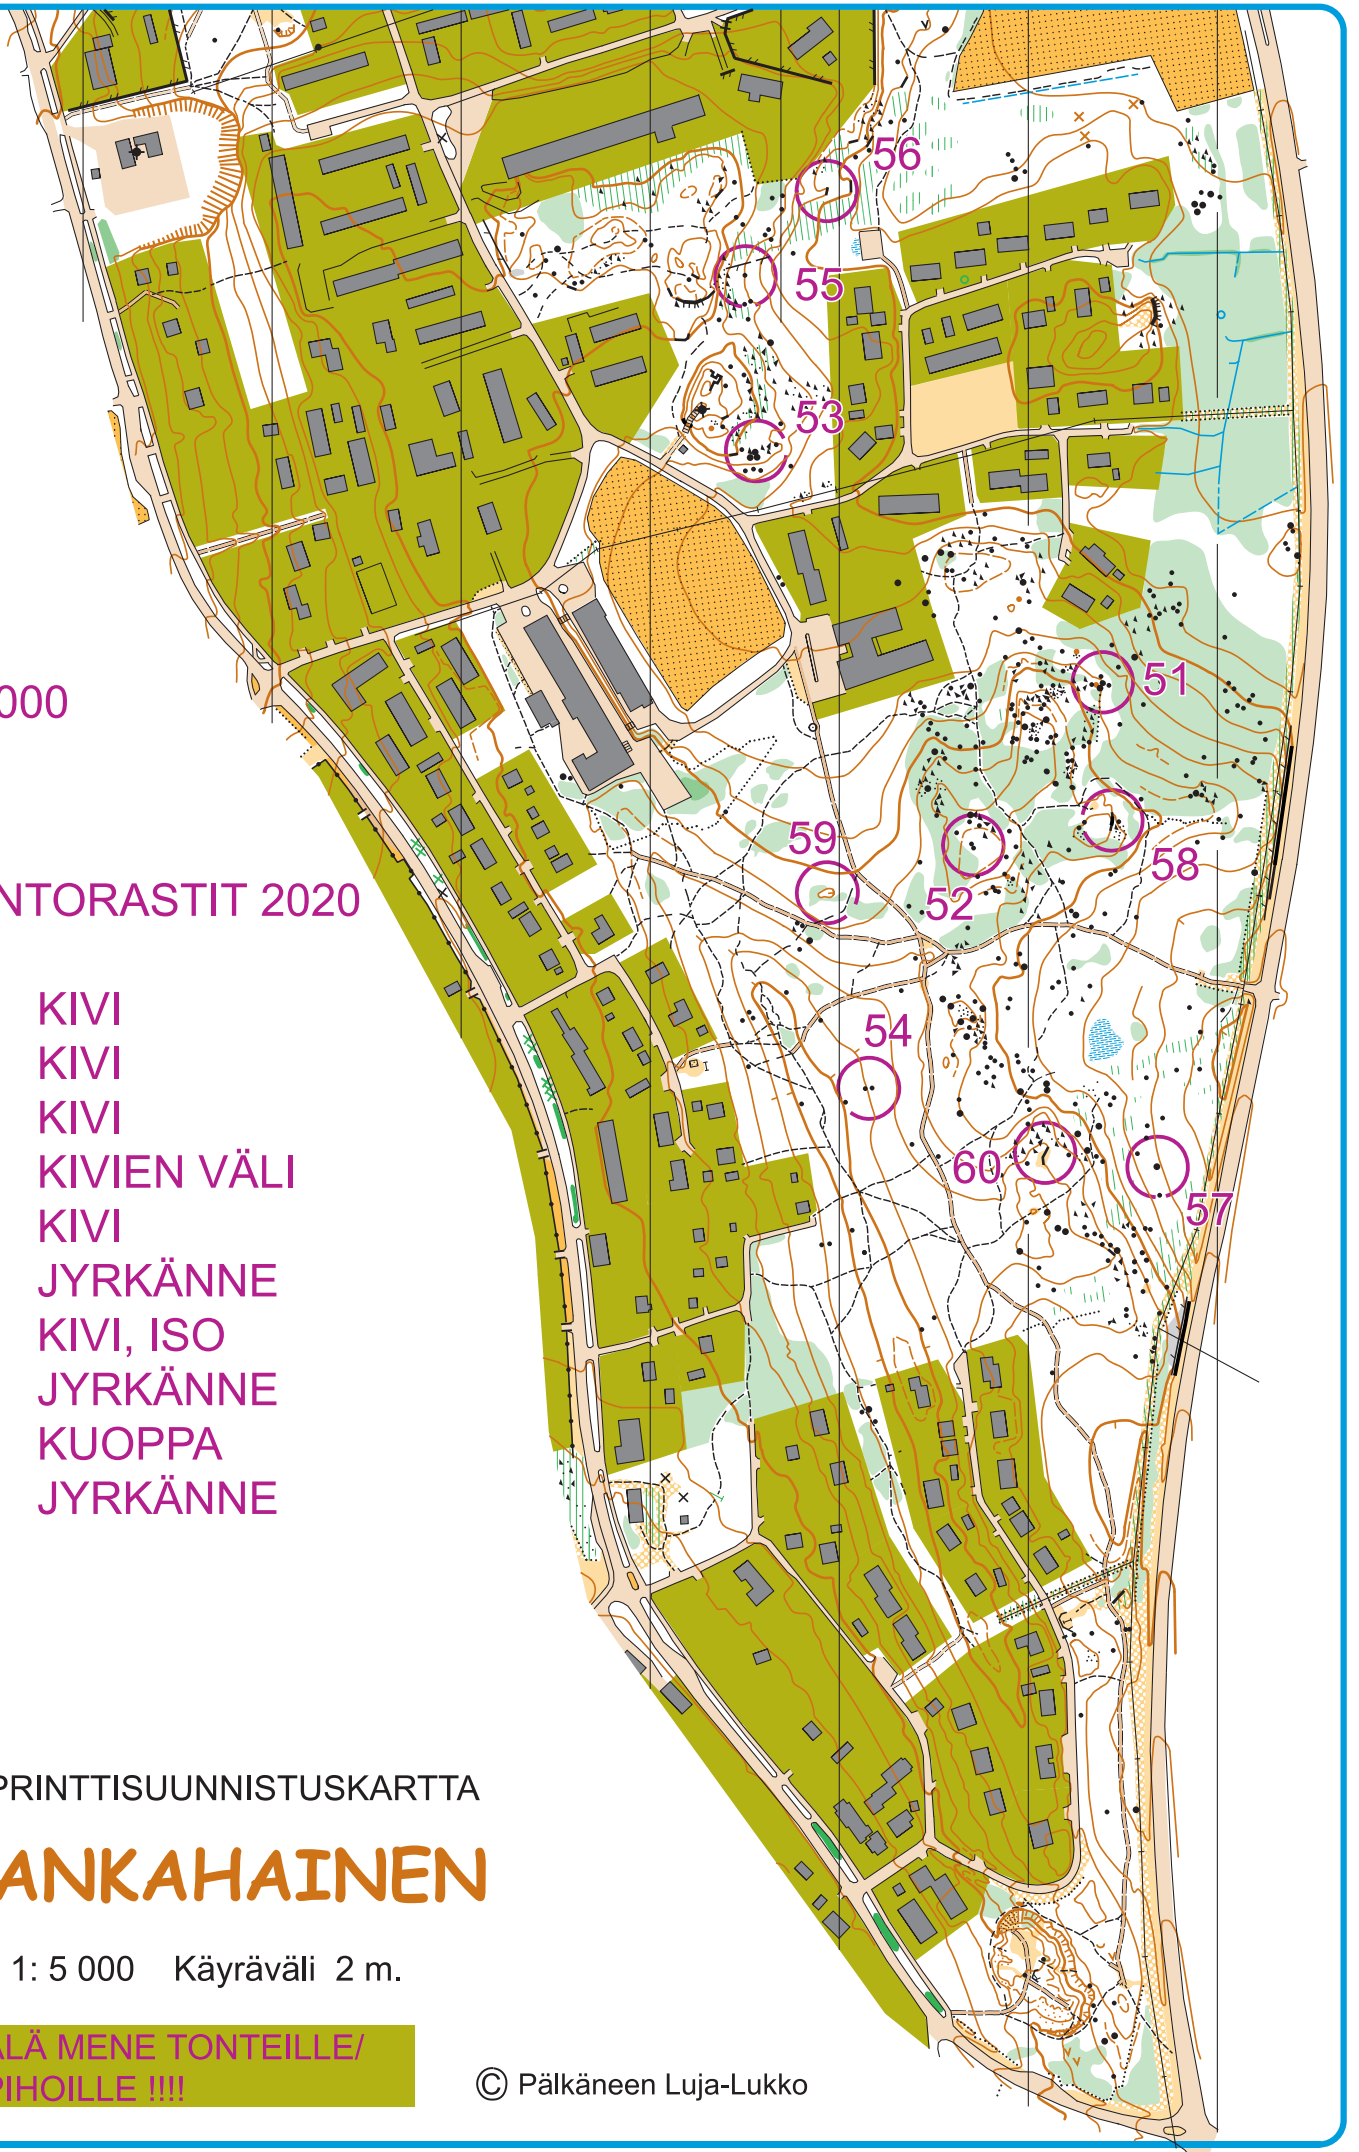 56
55
53
51
000
59
58
52
NTORASTIT 2020
KIVI
54
KIVI
KIVI
KIVIEN VÄLI
60
KIVI
57
JYRKÄNNE
KIVI, ISO
JYRKÄNNE
KUOPPA
JYRKÄNNE
PRINTTISUUNNISTUSKARTTA
ANKAHAINEN
1: 5 000 Käyräväli 2 m.
ÄLÄ MENE TONTEILLE/
PIHOILLE !!!!
© Pälkäneen Luja-Lukko